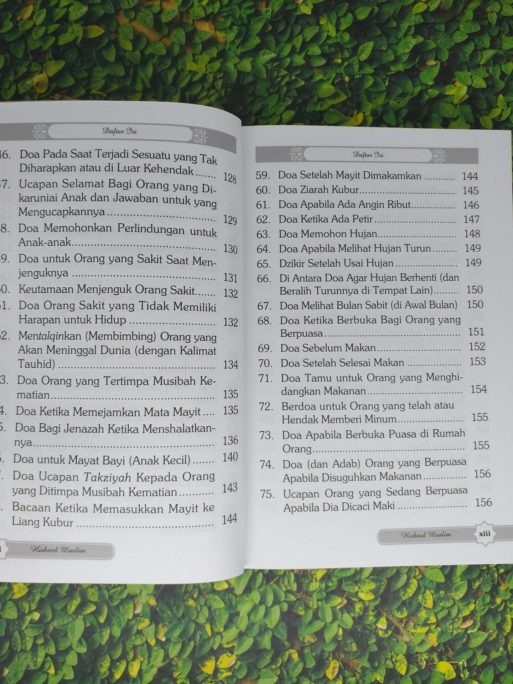 Daftar Isi
46. Doa Pada Saat Terjadi Sesuatu yang Tak
Diharapkan atau di Luar Kehendak ...... 128
47. Ucapan Selamat Bagi Orang yang Di-
karuniai Anak dan Jawaban untuk yang
Mengucapkannya ...... 129
48. Doa Memohonkan Perlindungan untuk
Anak-anak ...... 130
49. Doa untuk Orang yang Sakit Saat Men-
jenguknya ...... 131
50. Keutamaan Menjenguk Orang Sakit ...... 132
51. Doa Orang Sakit yang Tidak Memiliki
Harapan untuk Hidup ...... 132
52. Mentalqinkan (Membimbing) Orang yang
Akan Meninggal Dunia (dengan Kalimat
Tauhid) ...... 134
53. Doa Orang yang Tertimpa Musibah Ke-
matian ...... 135
54. Doa Ketika Memejamkan Mata Mayit .... 135
55. Doa Bagi Jenazah Ketika Menshalatkan-
nya ...... 136
Doa untuk Mayat Bayi (Anak Kecil) ...... 140
Doa Ucapan Takziyah Kepada Orang
yang Ditimpa Musibah Kematian ...... 143
Bacaan Ketika Memasukkan Mayit ke
Liang Kubur ...... 144
Hishnul Muslim
Daftar Isi
59. Doa Setelah Mayit Dimakamkan ...... 144
60. Doa Ziarah Kubur ...... 145
61. Doa Apabila Ada Angin Ribut ...... 146
62. Doa Ketika Ada Petir ...... 147
63. Doa Memohon Hujan ...... 148
64. Doa Apabila Melihat Hujan Turun ...... 149
65. Dzikir Setelah Usai Hujan ...... 149
66. Di Antara Doa Agar Hujan Berhenti (dan
Beralih Turunnya di Tempat Lain) ...... 150
67. Doa Melihat Bulan Sabit (di Awal Bulan) 150
68. Doa Ketika Berbuka Bagi Orang yang
Berpuasa ...... 151
69. Doa Sebelum Makan ...... 152
70. Doa Setelah Selesai Makan ...... 153
71. Doa Tamu untuk Orang yang Menghi-
dangkan Makanan ...... 154
72. Berdoa untuk Orang yang telah atau
Hendak Memberi Minum ...... 155
73. Doa Apabila Berbuka Puasa di Rumah
Orang ...... 155
74. Doa (dan Adab) Orang yang Berpuasa
Apabila Disuguhkan Makanan ...... 156
75. Ucapan Orang yang Sedang Berpuasa
Apabila Dia Dicaci Maki ...... 156
Hishnul Muslim
xiii